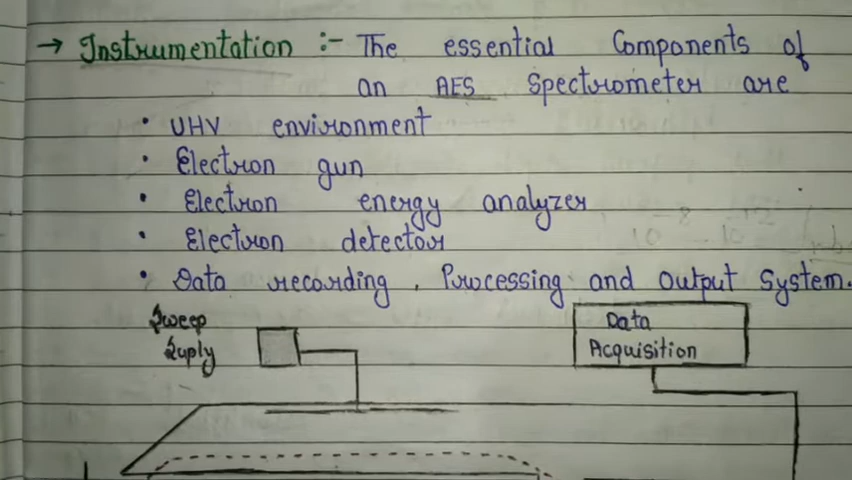 → Instrumentation :- The essential Components of
an AES Spectrometer are
• UHV environment
• Electron gun
• Electron energy analyzer
• Electron detector
• Data recording, Processing and Output System.
Sweep
Suply
Data
Acquisition